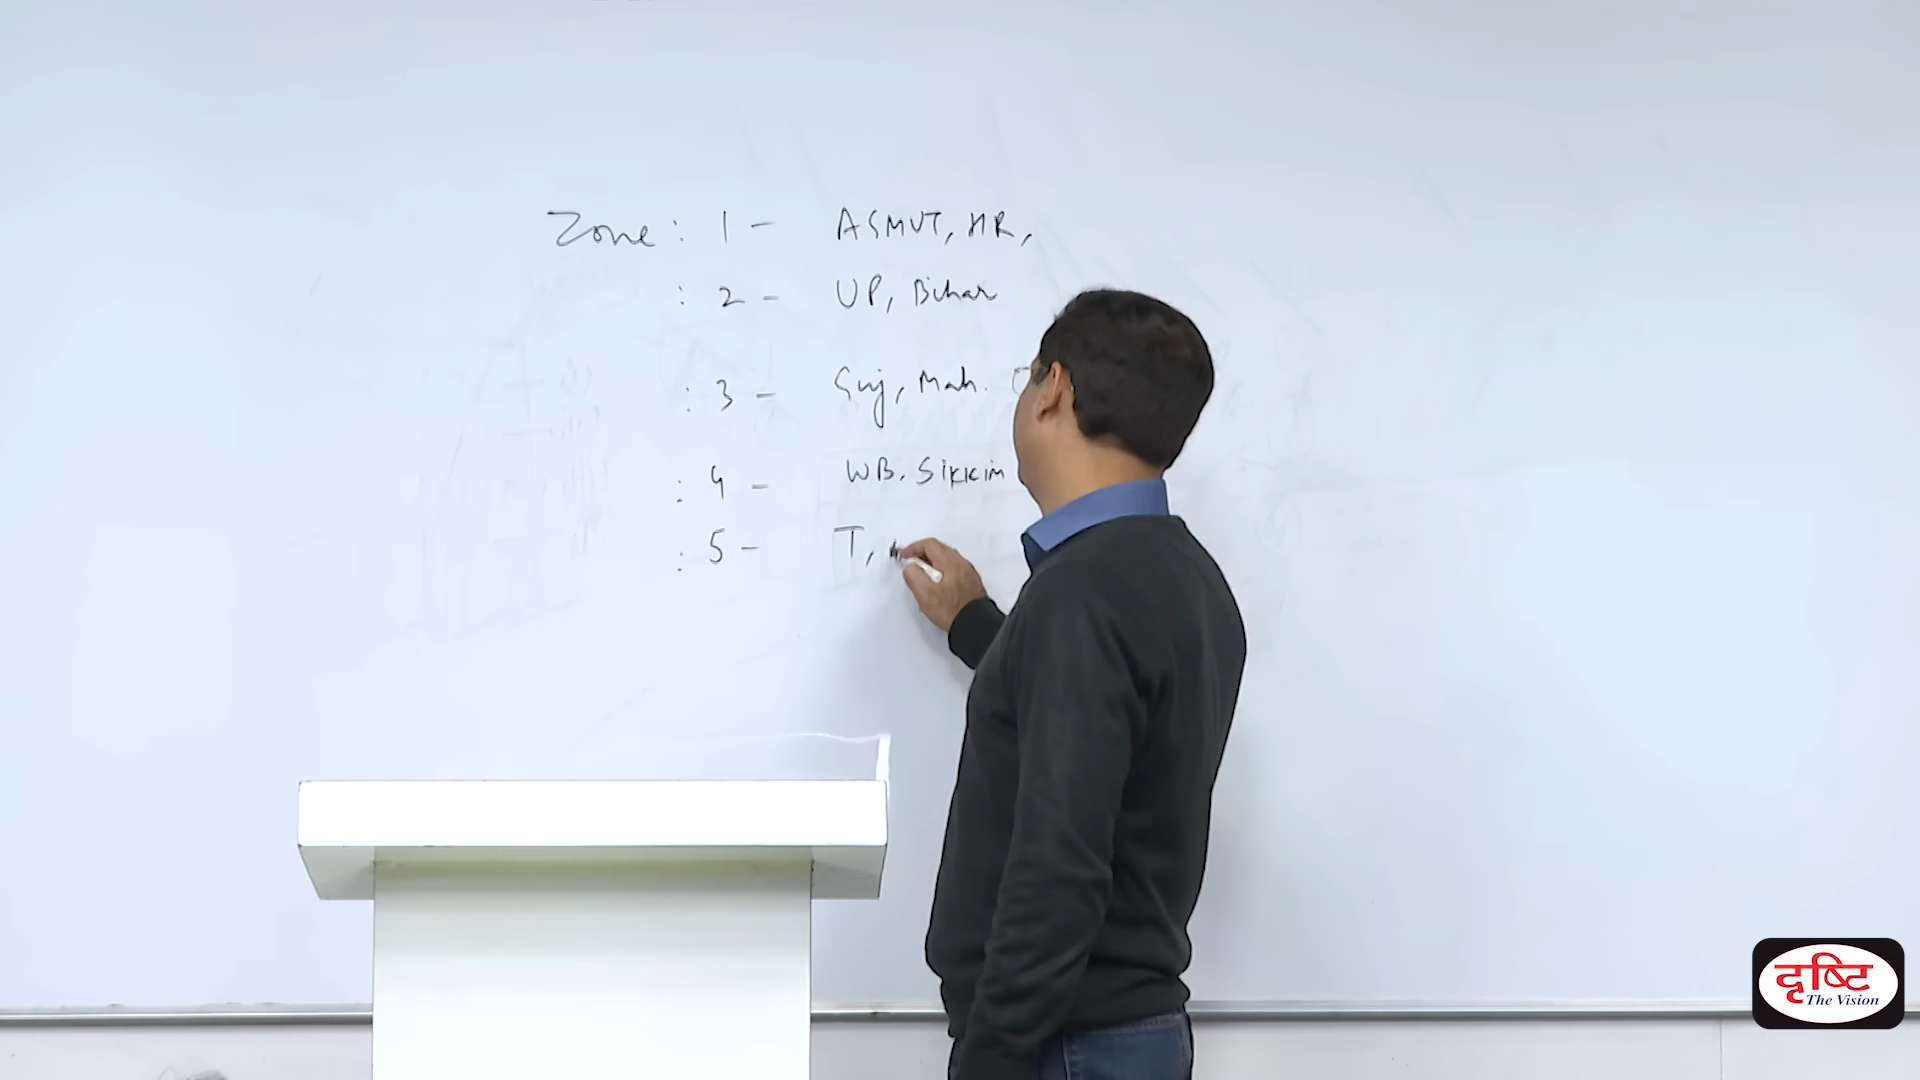 Zone : 1 - ASMUT, HR,
: 2 - UP, Bihar
: 3 - Guj, Mah.
: 4 - WB. Sikkim
: 5 - T,
दृष्टि
The Vision